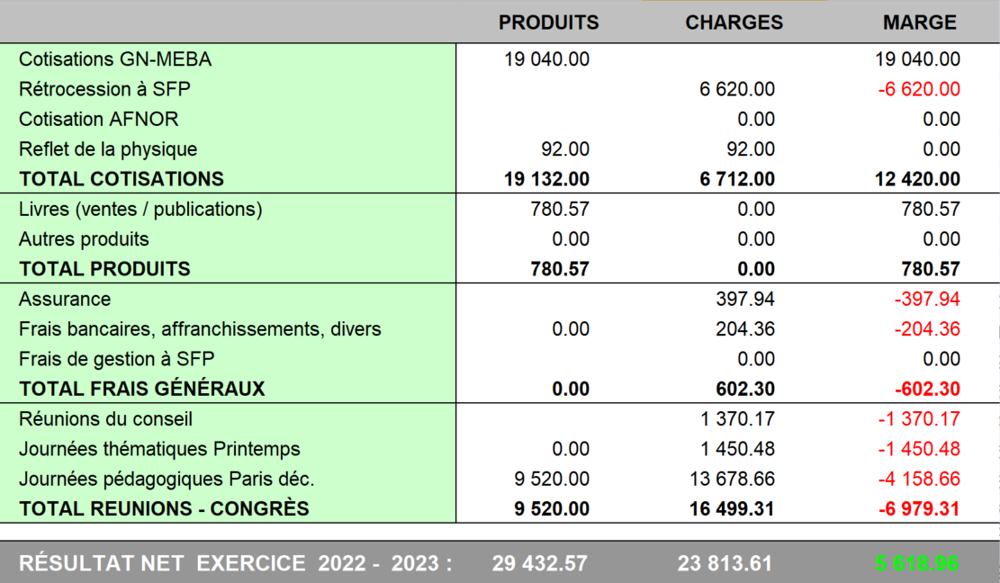 PRODUITS CHARGES MARGE
Cotisations GN-MEBA 19 040.00 19 040.00
Rétrocession à SFP 6 620.00 -6 620.00
Cotisation AFNOR 0.00 0.00
Reflet de la physique 92.00 92.00 0.00
TOTAL COTISATIONS 19 132.00 6 712.00 12 420.00
Livres (ventes / publications) 780.57 0.00 780.57
Autres produits 0.00 0.00 0.00
TOTAL PRODUITS 780.57 0.00 780.57
Assurance 397.94 -397.94
Frais bancaires, affranchissements, divers 0.00 204.36 -204.36
Frais de gestion à SFP 0.00 0.00
TOTAL FRAIS GÉNÉRAUX 0.00 602.30 -602.30
Réunions du conseil 1 370.17 -1 370.17
Journées thématiques Printemps 0.00 1 450.48 -1 450.48
Journées pédagogiques Paris déc. 9 520.00 13 678.66 -4 158.66
TOTAL REUNIONS - CONGRÈS 9 520.00 16 499.31 -6 979.31
RÉSULTAT NET EXERCICE 2022 - 2023 : 29 432.57 23 813.61 5 618.96